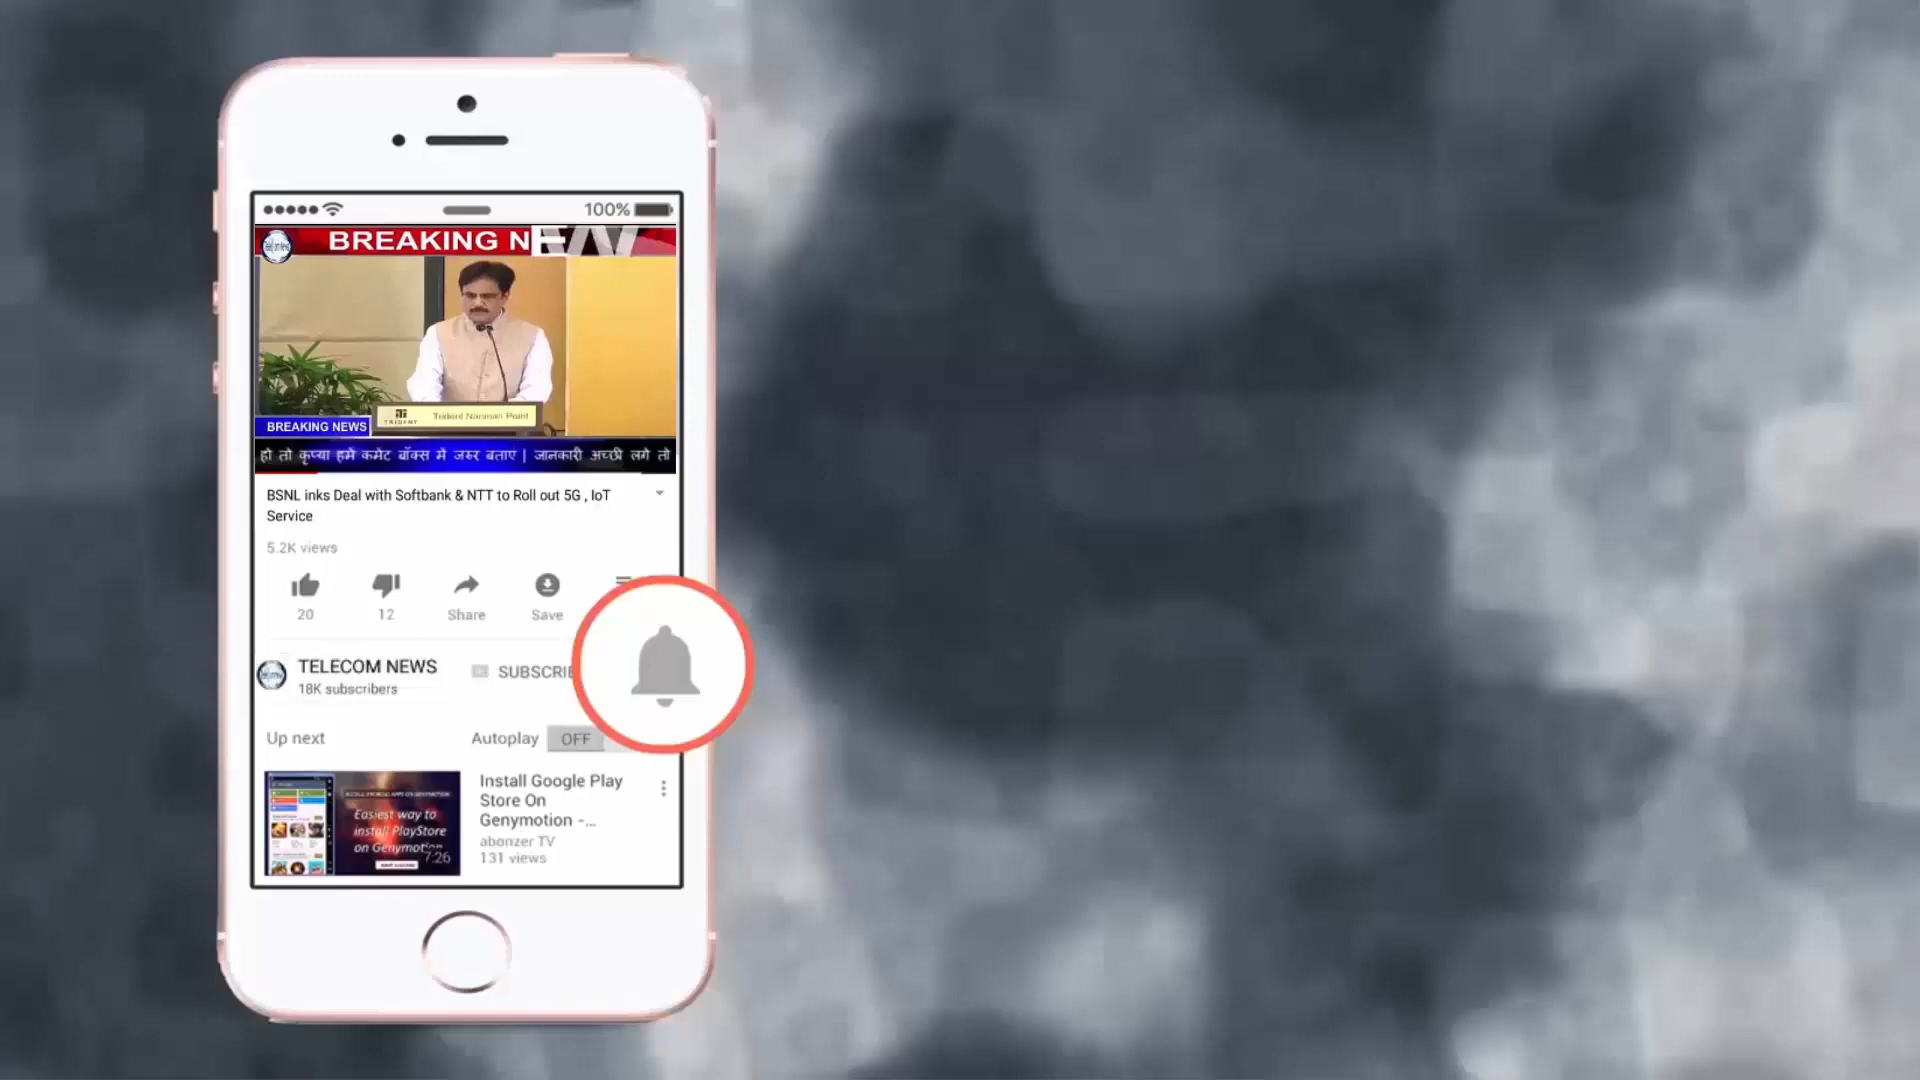 100%
BREAKING NEW
Trident Nariman Point
TRIDENT
BREAKING NEWS
हो तो कृप्या हमें कमेंट बॉक्स में जरुर बताएं | जानकारी अच्छी लगे तो
BSNL inks Deal with Softbank & NTT to Roll out 5G , IoT
Service
5.2K views
20
12
Share
Save
TELECOM NEWS
SUBSCRIB
18K subscribers
Up next
Autoplay
OFF
Install Google Play
Store On
Genymotion -...
abonzer TV
131 views
Easiest way to
install PlayStore
on Genymotion
7:26